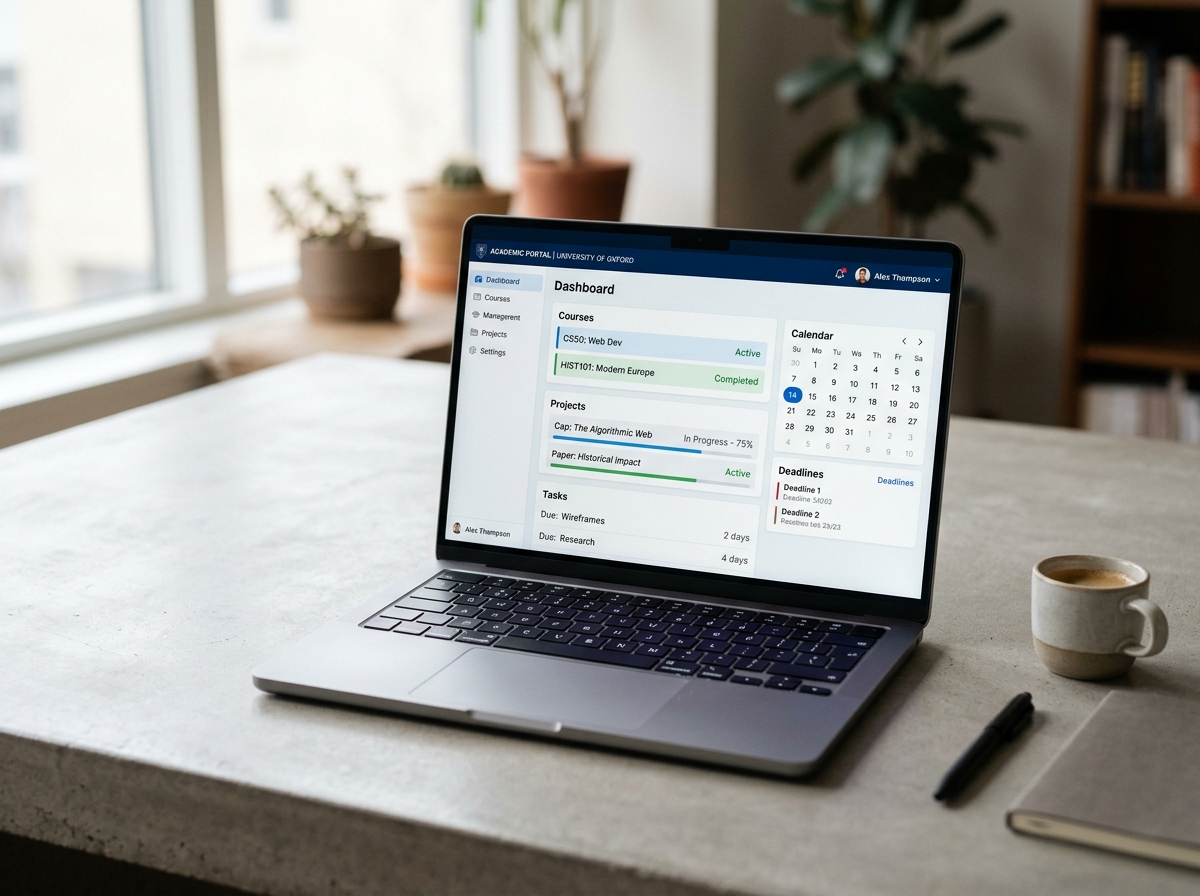 ACADEMIC PORTAL | UNIVERSITY OF OXFORD
Alex Thampson
Dashboard
Courses
Management
Projects
Settings
Alex Thampson
Dashboard
Courses
CS50: Web Dev
Active
HIST101: Modern Europe
Completed
Projects
Cap: The Algorithmic Web
In Progress - 75%
Paper: Historical Impact
Active
Tasks
Due: Wireframes
2 days
Due: Research
4 days
Calendar
Su Mo Tu Ws Th Fr Sa
30 1 2 3 4 5 6
7 8 9 10 11 12 13
14 15 16 17 18 19 20
21 22 23 24 25 26 27
28 29 30 31 1 2 3
4 5 6 7 8 9 10
Deadlines
Deadlines
Deadline 1
Deadline 2